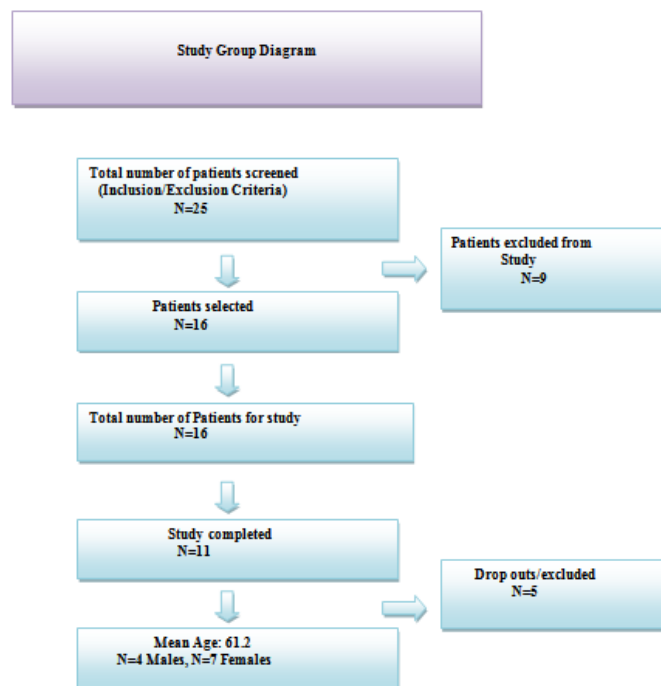 Study Group Diagram
Total number of patients screened
(Inclusion/Exclusion Criteria)
N=25
Patients excluded from
Study
N=9
Patients selected
N=16
Total number of Patients for study
N=16
Study completed
N=11
Drop outs/excluded
N=5
Mean Age: 61.2
N=4 Males, N=7 Females